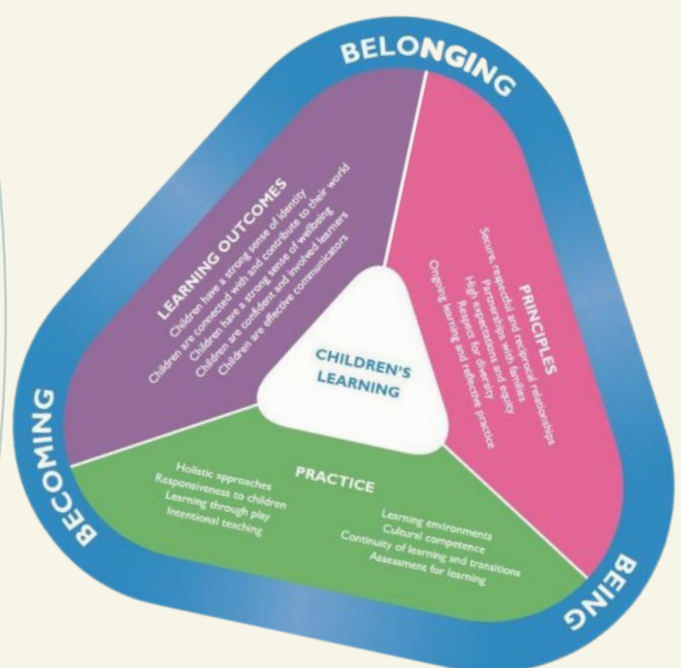 BELONGING
LEARNING OUTCOMES
Children have a strong sense of identity
Children are connected with and contribute to their world
Children have a strong sense of wellbeing
Children are confident and involved learners
Children are effective communicators
PRINCIPLES
Secure, respectful and reciprocal relationships
Partnerships with families
High expectations and equity
Respect for diversity
Ongoing learning and reflective practice
CHILDREN'S
LEARNING
PRACTICE
Holistic approaches
Responsiveness to children
Learning through play
Intentional teaching
Learning environments
Cultural competence
Continuity of learning and transitions
Assessment for learning
BECOMING
BEING